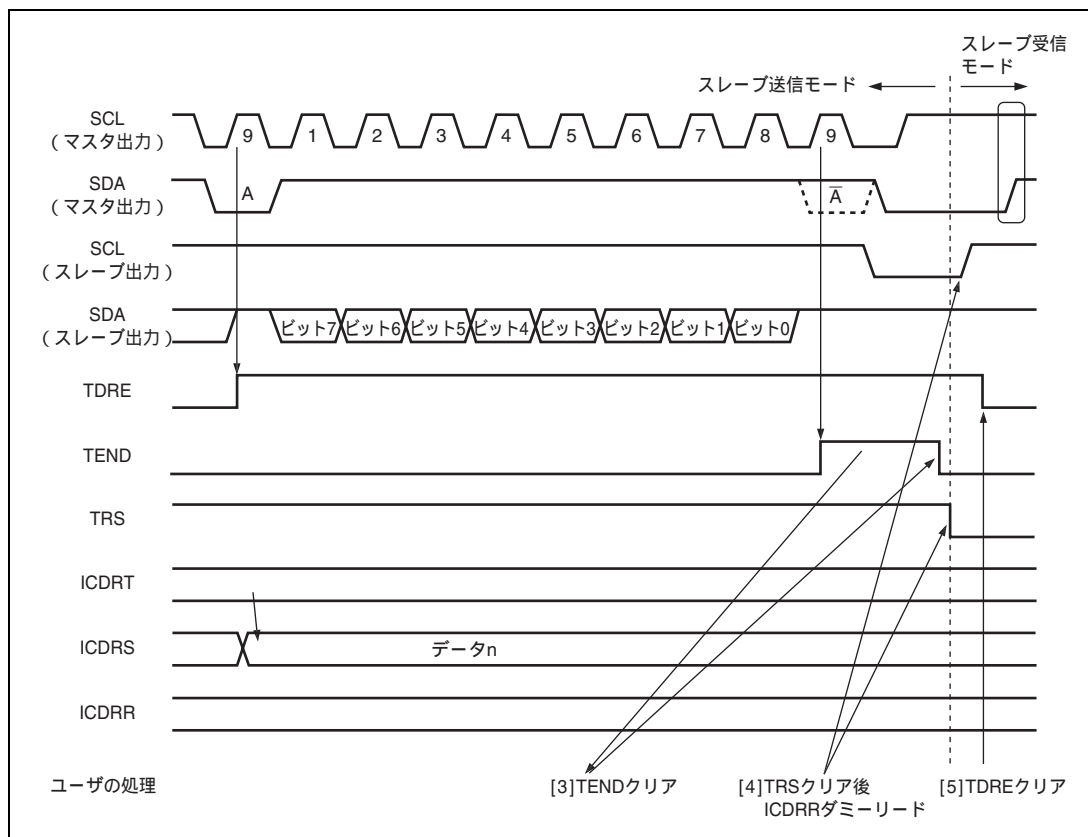 スレーブ受信
モード
スレーブ送信モード
SCL
(マスタ出力)
9 1 2 3 4 5 6 7 8 9
SDA
(マスタ出力)
A A̅
SCL
(スレーブ出力)
SDA
(スレーブ出力)
ビット7 ビット6 ビット5 ビット4 ビット3 ビット2 ビット1 ビット0
TDRE
TEND
TRS
ICDRT
ICDRS
データn
ICDRR
ユーザの処理
[3]TENDクリア
[4]TRSクリア後
ICDRRダミーリード
[5]TDREクリア